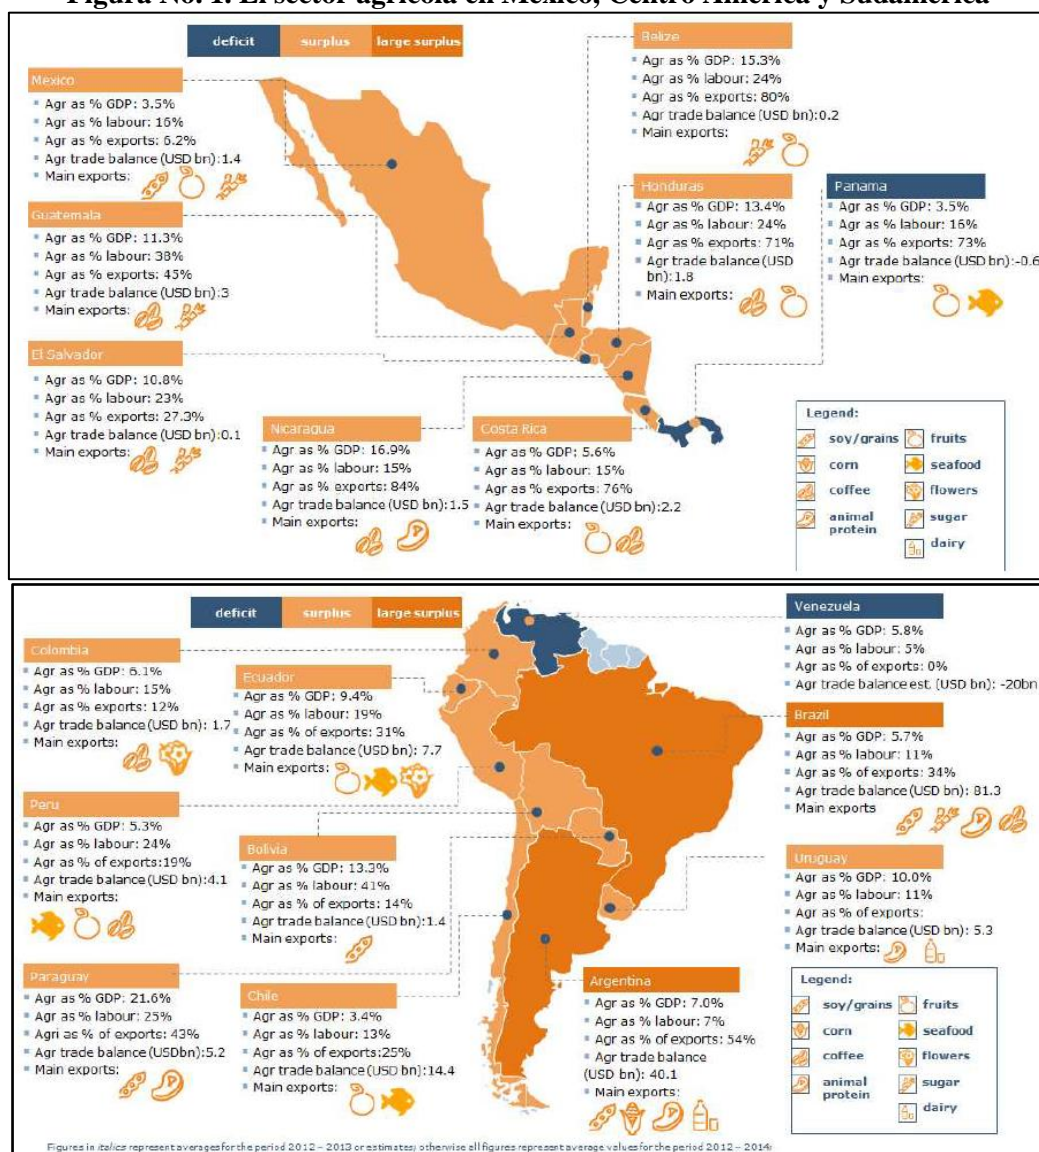 Figura No. 1. El sector agrícola en México, Centro América y Sudamérica
deficit surplus large surplus
Mexico
Agr as % GDP: 3.5%
Agr as % labour: 16%
Agr as % exports: 6.2%
Agr trade balance (USD bn):1.4
Main exports:
Guatemala
Agr as % GDP: 11.3%
Agr as % labour: 38%
Agr as % exports: 45%
Agr trade balance (USD bn):3
Main exports:
El Salvador
Agr as % GDP: 10.8%
Agr as % labour: 23%
Agr as % exports: 27.3%
Agr trade balance (USD bn):0.1
Main exports:
Nicaragua
Agr as % GDP: 16.9%
Agr as % labour: 15%
Agr as % exports: 84%
Agr trade balance (USD bn):1.5
Main exports:
Costa Rica
Agr as % GDP: 5.6%
Agr as % labour: 15%
Agr as % exports: 76%
Agr trade balance (USD bn):2.2
Main exports:
Belize
Agr as % GDP: 15.3%
Agr as % labour: 24%
Agr as % exports: 80%
Agr trade balance (USD bn):0.2
Main exports:
Honduras
Agr as % GDP: 13.4%
Agr as % labour: 24%
Agr as % exports: 71%
Agr trade balance (USD
bn):1.8
Main exports:
Panama
Agr as % GDP: 3.5%
Agr as % labour: 16%
Agr as % exports: 73%
Agr trade balance (USD bn):-0.6
Main exports:
Legend:
soy/grains fruits
corn seafood
coffee flowers
animal sugar
protein
dairy
deficit surplus large surplus
Colombia
Agr as % GDP: 6.1%
Agr as % labour: 15%
Agr as % exports: 12%
Agr trade balance (USD bn): 1.7
Main exports:
Ecuador
Agr as % GDP: 9.4%
Agr as % labour: 19%
Agr as % of exports: 31%
Agr trade balance (USD bn): 7.7
Main exports:
Peru
Agr as % GDP: 5.3%
Agr as % labour: 24%
Agr as % of exports:19%
Agr trade balance (USD bn):4.1
Main exports:
Bolivia
Agr as % GDP: 13.3%
Agr as % labour: 41%
Agr as % of exports: 14%
Agr trade balance (USD bn):1.4
Main exports:
Paraguay
Agr as % GDP: 21.6%
Agr as % labour: 25%
Agri as % of exports: 43%
Agr trade balance (USDbn):5.2
Chile
Agr as % GDP: 3.4%
Agr as % labour: 13%
Agr as % of exports:25%
Agr trade balance (USD bn):14.4
Main exports:
Argentina
Agr as % GDP: 7.0%
Agr as % labour: 7%
Agr as % of exports: 54%
Agr trade balance
(USD bn): 40.1
Main exports:
Venezuela
Agr as % GDP: 5.8%
Agr as % labour: 5%
Agr as % of exports: 0%
Agr trade balance est. (USD bn): -20bn
Brazil
Agr as % GDP: 5.7%
Agr as % labour: 11%
Agr as % of exports: 34%
Agr trade balance (USD bn): 81.3
Main exports
Uruguay
Agr as % GDP: 10.0%
Agr as % labour: 11%
Agr as % of exports:
Agr trade balance (USD bn): 5.3
Main exports:
Legend:
soy/grains fruits
corn seafood
coffee flowers
animal sugar
protein
dairy
Figures in italics represent averages for the period 2012 – 2013 or estimates; otherwise all figures represent average values for the period 2012 – 2014;